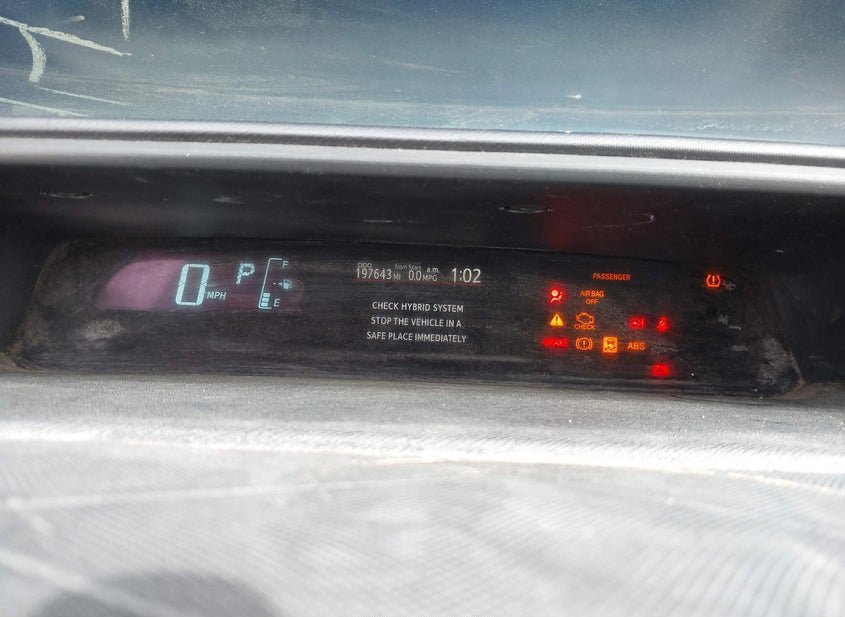 0 MPH
P
F
E
ODO
197643 MI
from Start
0.0 MPG
a.m.
1:02
CHECK HYBRID SYSTEM
STOP THE VEHICLE IN A
SAFE PLACE IMMEDIATELY
PASSENGER
AIR BAG
OFF
CHECK
BRAKE
ABS